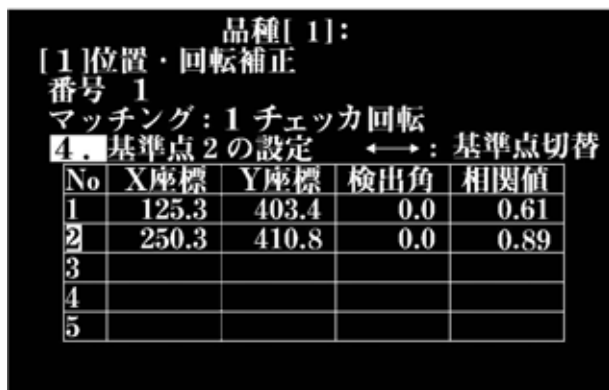 品種[ 1]:
[1]位置・回転補正
番号 1
マッチング:1 チェッカ回転
4. 基準点2の設定 ←→: 基準点切替
No X座標 Y座標 検出角 相関値
1 125.3 403.4 0.0 0.61
2 250.3 410.8 0.0 0.89
3
4
5